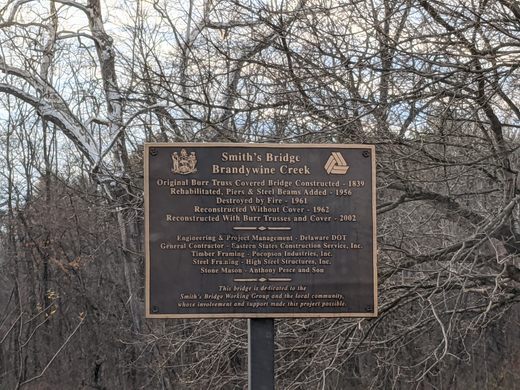 Smith's Bridge
Brandywine Creek
Original Burr Truss Covered Bridge Constructed - 1839
Rehabilitated, Piers & Steel Beams Added - 1956
Destroyed by Fire - 1961
Reconstructed Without Cover - 1962
Reconstructed With Burr Trusses and Cover - 2002
Engineering & Project Management - Delaware DOT
General Contractor - Eastern States Construction Service, Inc.
Timber Framing - Pocopson Industries, Inc.
Steel Framing - High Steel Structures, Inc.
Stone Mason - Anthony Pesce and Son
This bridge is dedicated to the
Smith's Bridge Working Group and the local community,
whose involvement and support made this project possible.